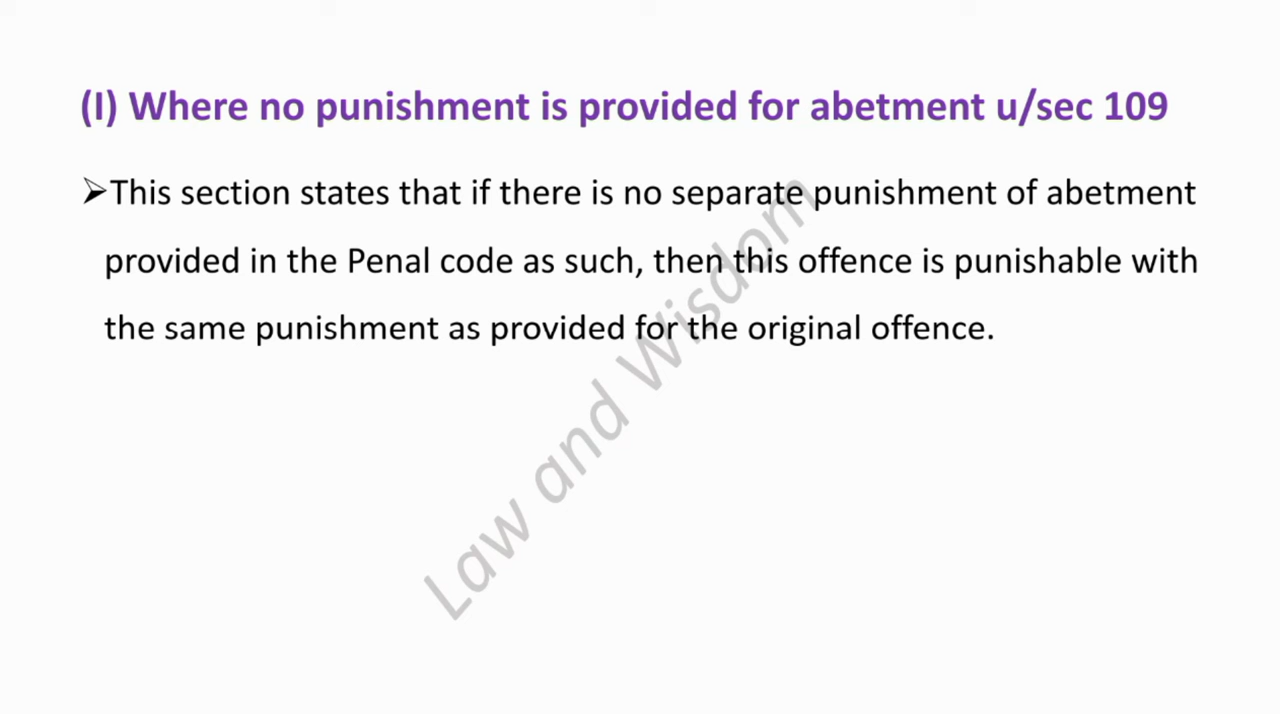 (I) Where no punishment is provided for abetment u/sec 109
➢This section states that if there is no separate punishment of abetment
provided in the Penal code as such, then this offence is punishable with
the same punishment as provided for the original offence.
Law and Wisdom